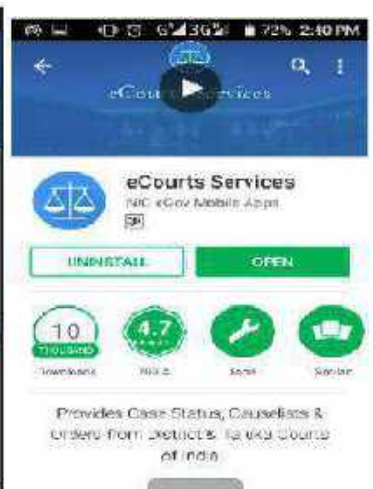 G 3G 72% 2:40 PM
eCourts Services
eCourts Services
NIC eGov Mobile Apps
UNINSTALL OPEN
10 4.7
THOUSAND
Downloads Tools Similar
Provides Case Status, Causelists &
Orders from District & Taluka Courts
of India